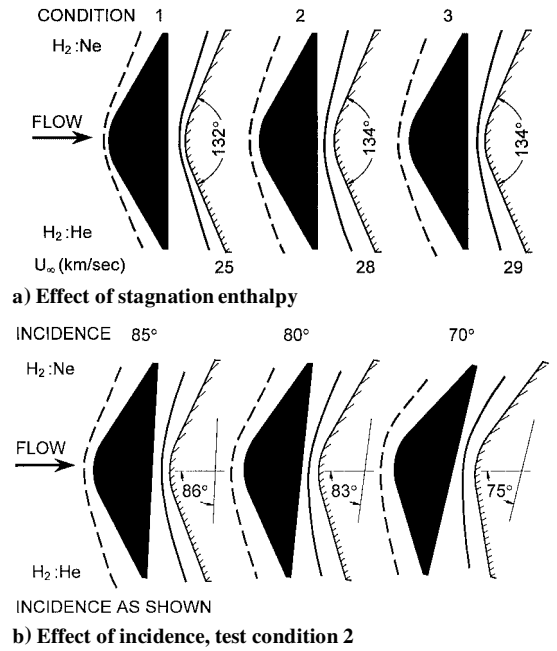 CONDITION 1 2 3
H₂:Ne
FLOW
132° 134° 134°
H₂:He
U∞ (km/sec) 25 28 29
a) Effect of stagnation enthalpy
INCIDENCE 85° 80° 70°
H₂:Ne
FLOW
86° 83° 75°
H₂:He
INCIDENCE AS SHOWN
b) Effect of incidence, test condition 2